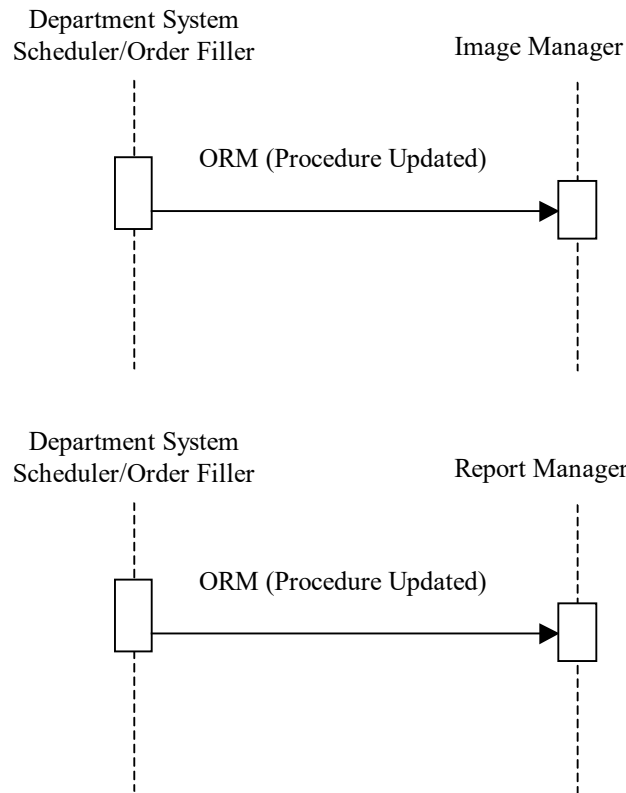 Department System
Scheduler/Order Filler
Image Manager
ORM (Procedure Updated)
Department System
Scheduler/Order Filler
Report Manager
ORM (Procedure Updated)